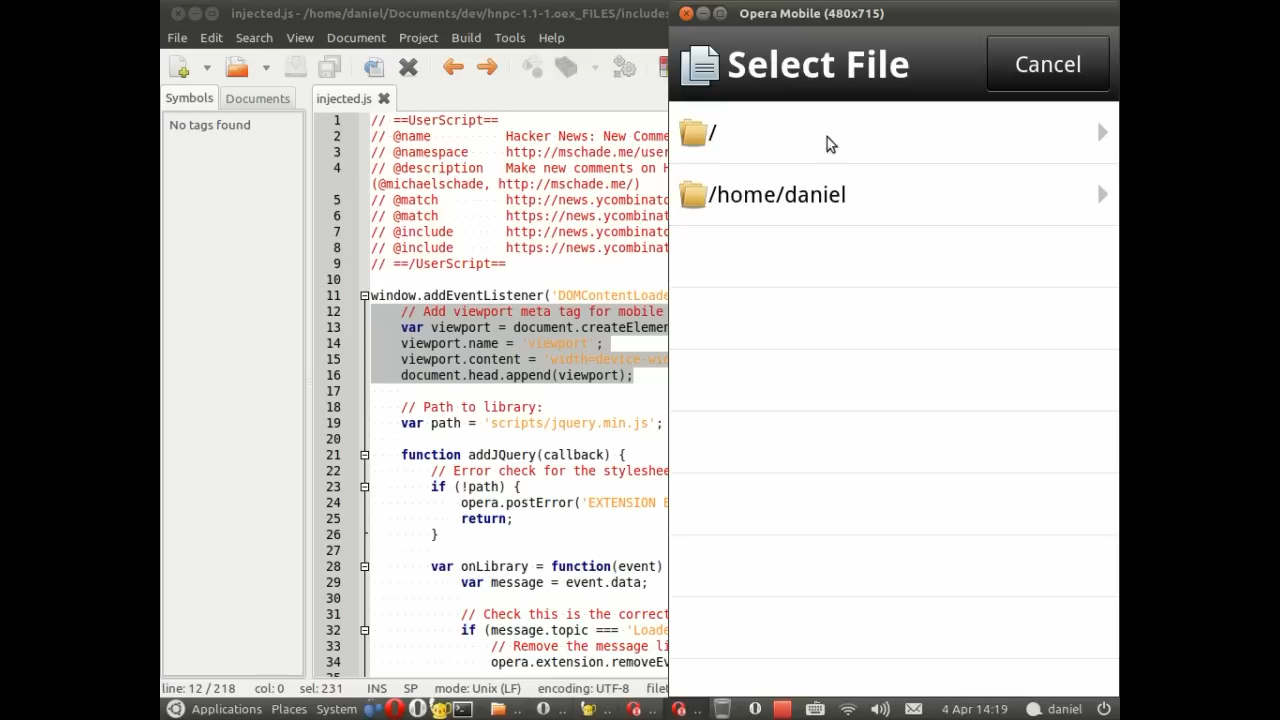 injected.js - /home/daniel/Documents/dev/hnpc-1.1-1.oex_FILES/includes
File Edit Search View Document Project Build Tools Help
Symbols Documents
No tags found
injected.js
1 // ==UserScript==
2 // @name Hacker News: New Comme
3 // @namespace http://mschade.me/user
4 // @description Make new comments on H
(@michaelschade, http://mschade.me/)
5 // @match http://news.ycombinato
6 // @match https://news.ycombinat
7 // @include http://news.ycombinato
8 // @include https://news.ycombinat
9 // ==/UserScript==
10
11 window.addEventListener('DOMContentLoade
12 // Add viewport meta tag for mobile
13 var viewport = document.createElemen
14 viewport.name = 'viewport';
15 viewport.content = 'width=device-wid
16 document.head.append(viewport);
17
18 // Path to library:
19 var path = 'scripts/jquery.min.js';
20
21 function addJQuery(callback) {
22 // Error check for the styleshee
23 if (!path) {
24 opera.postError('EXTENSION E
25 return;
26 }
27
28 var onLibrary = function(event)
29 var message = event.data;
30
31 // Check this is the correct
32 if (message.topic === 'Loade
33 // Remove the message li
34 opera.extension.removeEv
line: 12 / 218 col: 0 sel: 231 INS SP mode: Unix (LF) encoding: UTF-8 filet
Opera Mobile (480x715)
Select File
Cancel
/
/home/daniel
Applications Places System .. .. .. .. .. 4 Apr 14:19 daniel